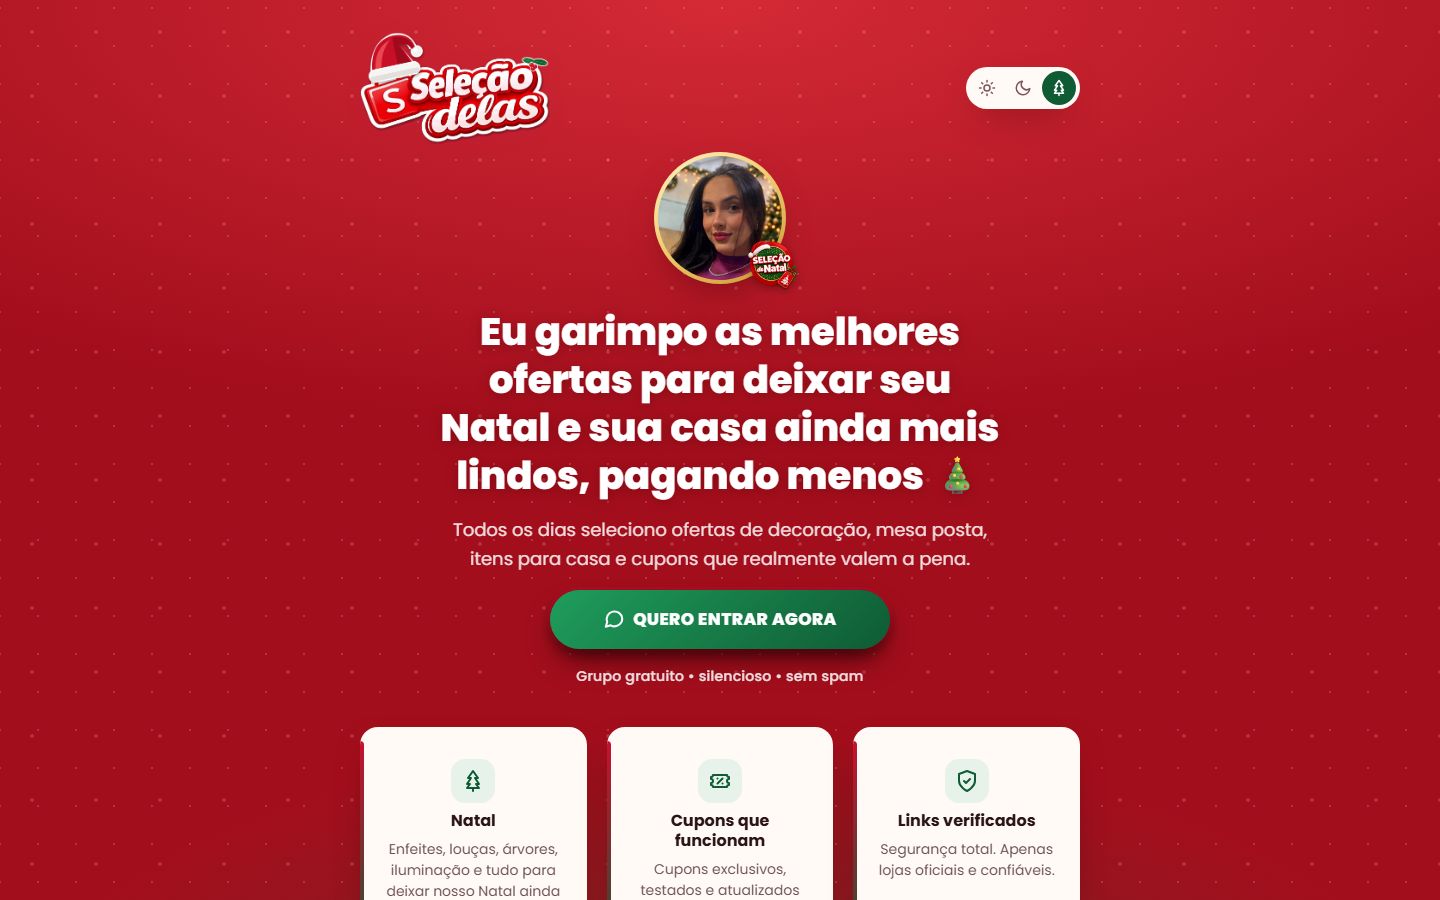 S Seleção
delas
SELEÇÃO
de Natal
Eu garimpo as melhores
ofertas para deixar seu
Natal e sua casa ainda mais
lindos, pagando menos 🎄
Todos os dias seleciono ofertas de decoração, mesa posta,
itens para casa e cupons que realmente valem a pena.
QUERO ENTRAR AGORA
Grupo gratuito • silencioso • sem spam
Natal
Enfeites, louças, árvores,
iluminação e tudo para
deixar nosso Natal ainda
Cupons que
funcionam
Cupons exclusivos,
testados e atualizados
Links verificados
Segurança total. Apenas
lojas oficiais e confiáveis.